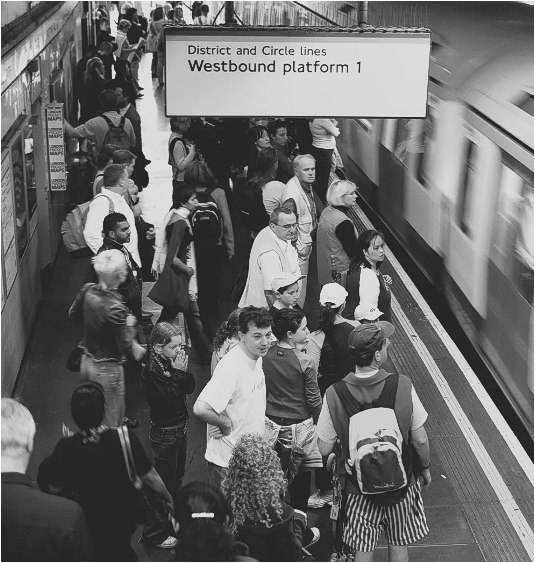 District and Circle lines
Westbound platform 1